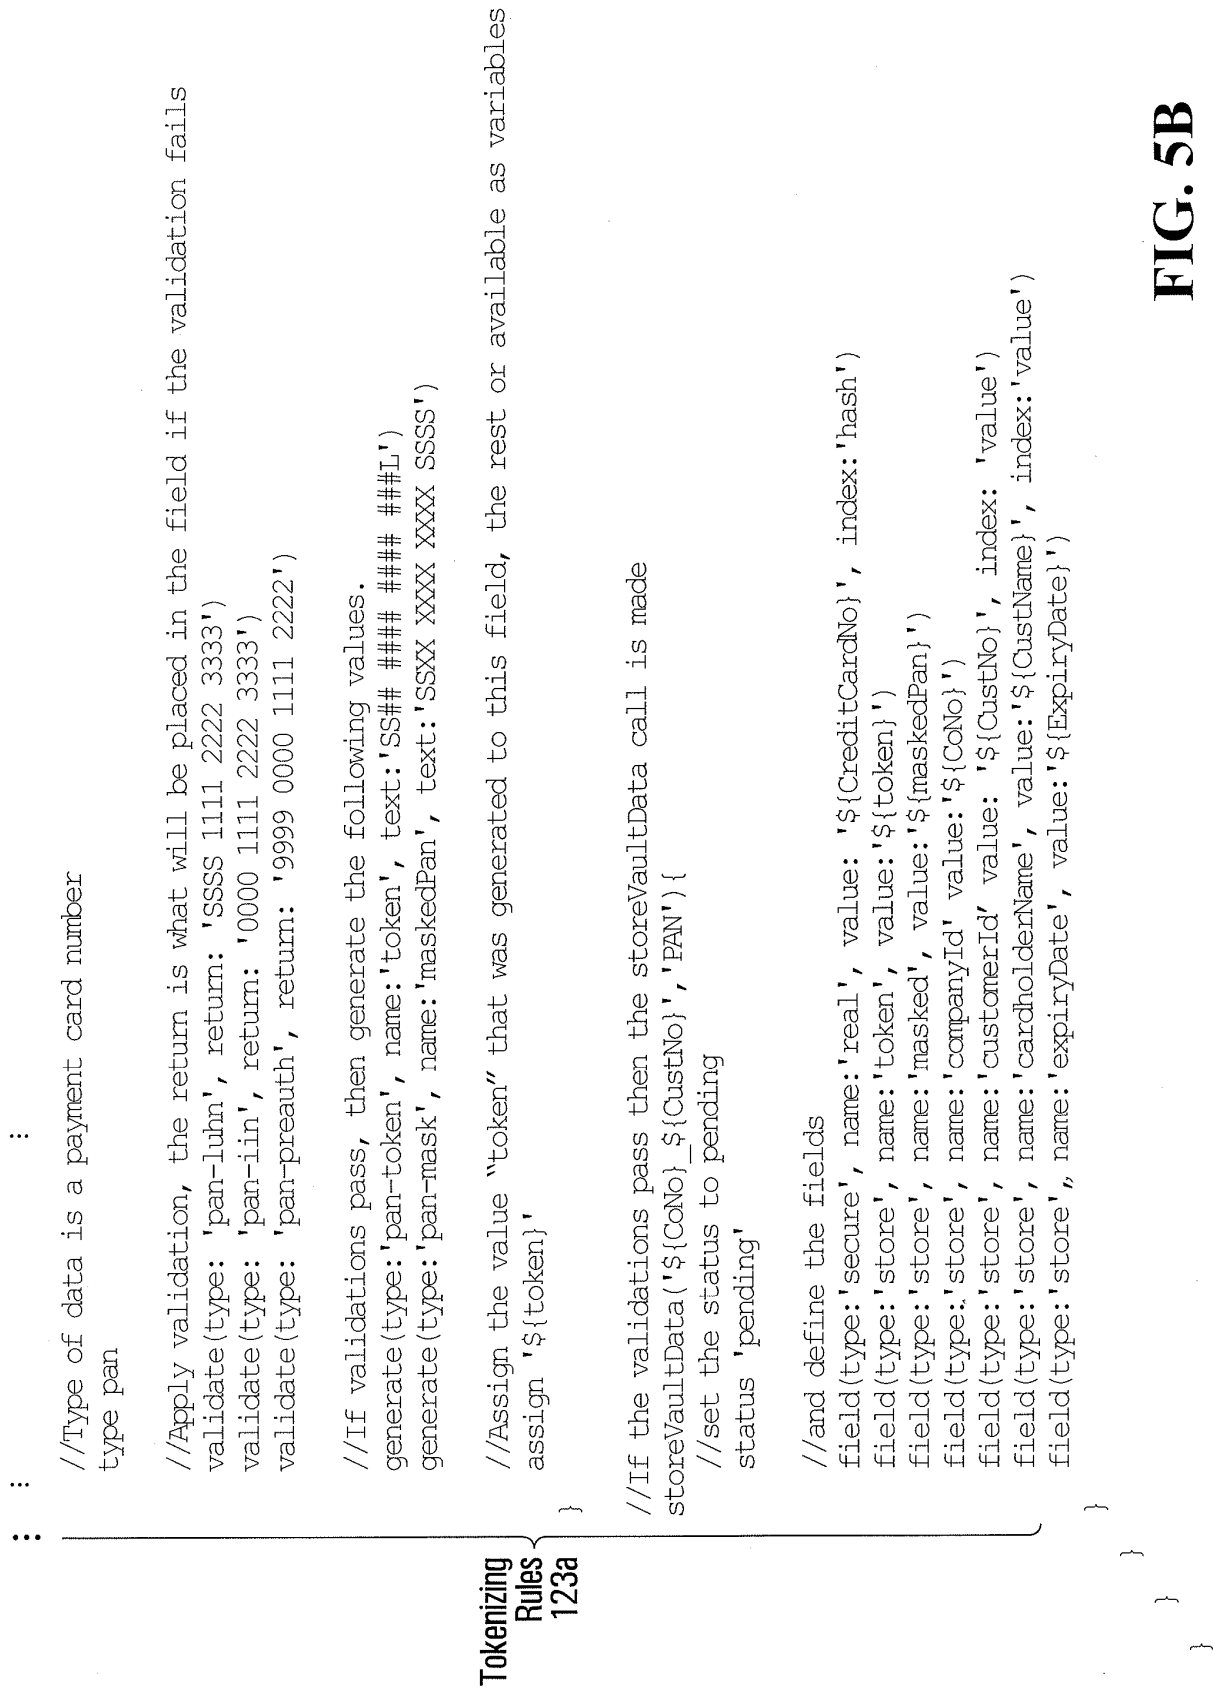 ⋮ ⋮ ⋮
//Type of data is a payment card number
type pan
//Apply validation, the return is what will be placed in the field if the validation fails
validate(type: 'pan-luhn', return: 'SSSS 1111 2222 3333')
validate(type: 'pan-iin', return: '0000 1111 2222 3333')
validate(type: 'pan-preauth', return: '9999 0000 1111 2222')
//If validations pass, then generate the following values.
generate(type:'pan-token', name:'token', text:'SS## #### #### ###L')
generate(type:'pan-mask', name:'maskedPan', text:'SSXX XXXX XXXX SSSS')
//Assign the value “token” that was generated to this field, the rest or available as variables
assign '${token}'
}
//If the validations pass then the storeVaultData call is made
storeVaultData('${CoNo}_${CustNo}','PAN'){
//set the status to pending
status 'pending'
//and define the fields
field(type:'secure', name:'real', value: '${CreditCardNo}', index:'hash')
field(type:'store', name:'token', value:'${token}')
field(type:'store', name:'masked', value:'${maskedPan}')
field(type:'store', name:'companyId' value:'${CoNo}')
field(type:'store', name:'customerId' value: '${CustNo}', index: 'value')
field(type:'store', name:'cardholderName', value:'${CustName}', index:'value')
field(type:'store',, name:'expiryDate', value:'${ExpiryDate}')
}
}
}
}
Tokenizing
Rules
123a
FIG. 5B